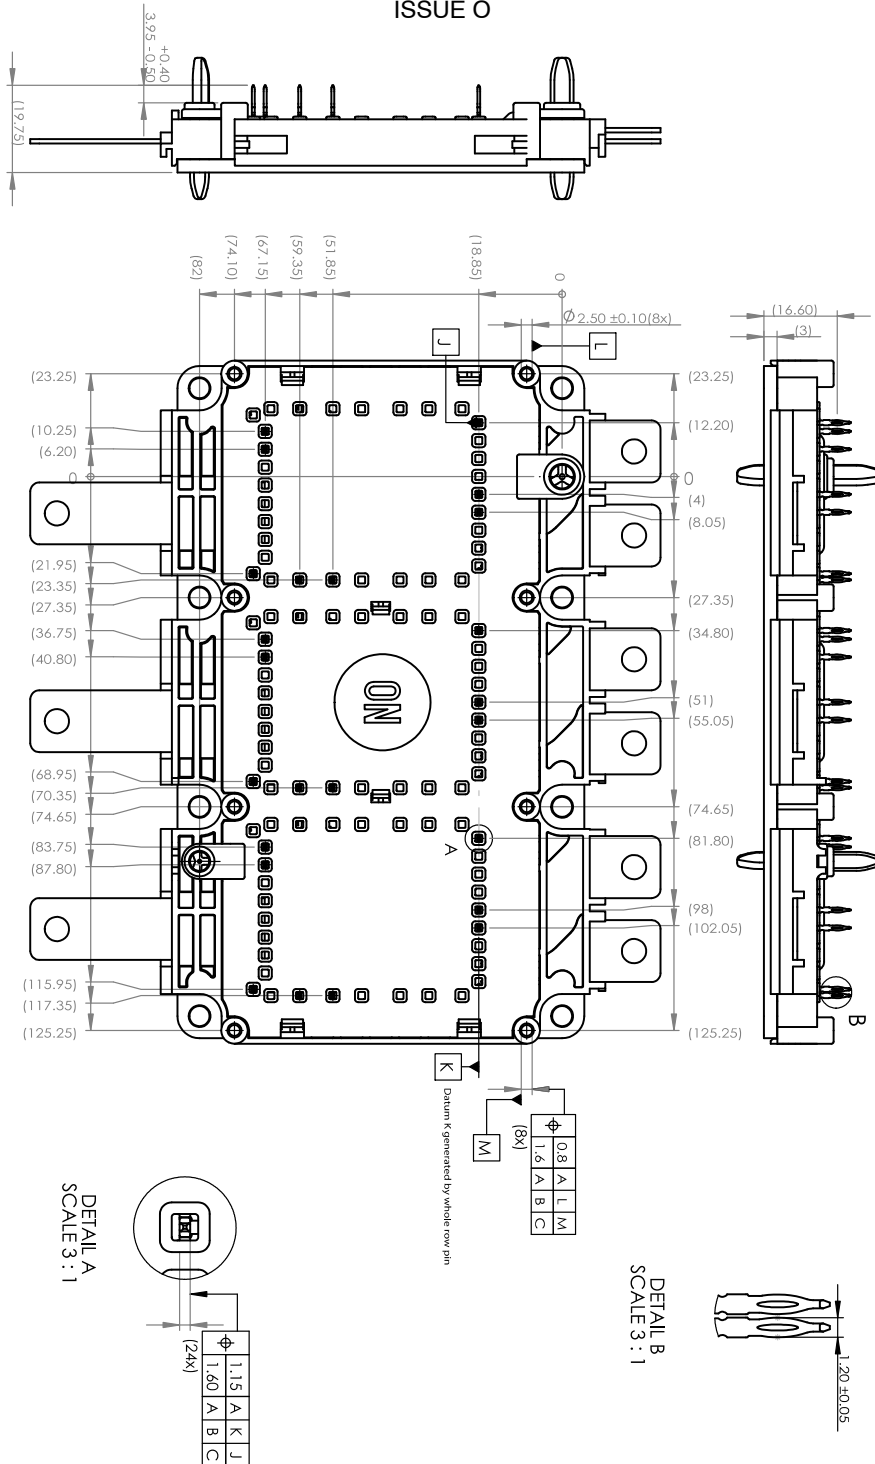 ISSUE O
3.95 +0.40 -0.50
(19.75)
(82)
(74.10)
(67.15)
(59.35)
(51.85)
(18.85)
0
⌀ 2.50 ±0.10(8x)
J
L
(16.60)
(3)
(23.25)
(10.25)
(6.20)
0
(21.95)
(23.35)
(27.35)
(36.75)
(40.80)
(68.95)
(70.35)
(74.65)
(83.75)
(87.80)
(115.95)
(117.35)
(125.25)
(23.25)
(12.20)
0
(4)
(8.05)
(27.35)
(34.80)
(51)
(55.05)
(74.65)
(81.80)
(98)
(102.05)
(125.25)
ON
A
B
K
Datum K generated by whole row pin
M
(8x)
⌖ 0.8 A L M
1.6 A B C
DETAIL A
SCALE 3 : 1
(24x)
⌖ 1.15 A K J
1.60 A B C
DETAIL B
SCALE 3 : 1
1.20 ±0.05